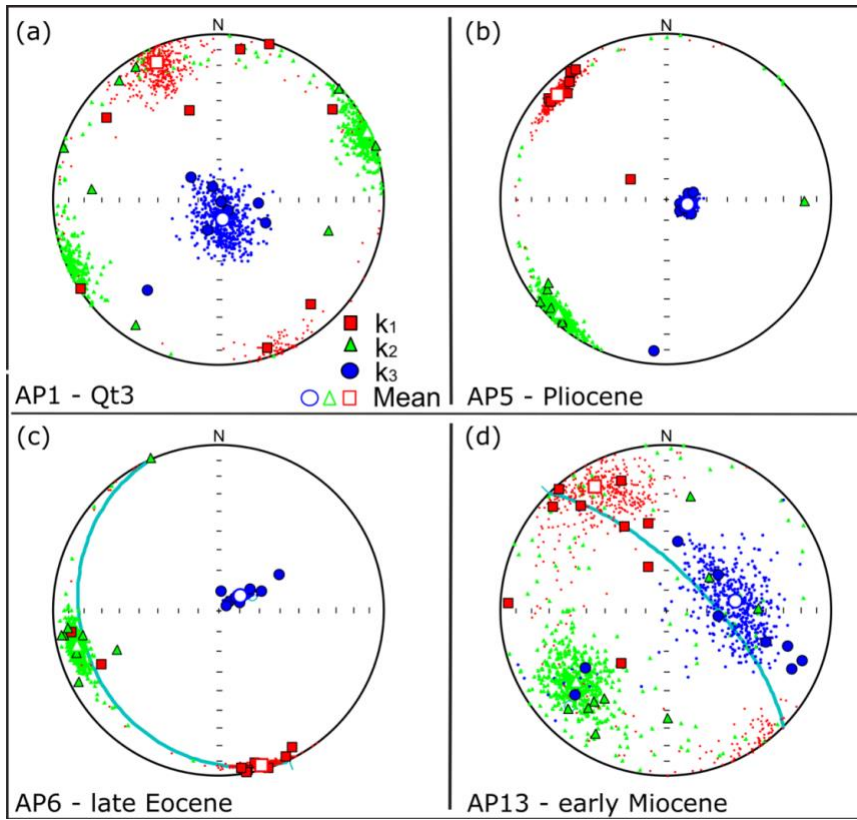 (a)
N
k₁
k₂
k₃
Mean
AP1 - Qt3
(b)
N
AP5 - Pliocene
(c)
N
AP6 - late Eocene
(d)
N
AP13 - early Miocene